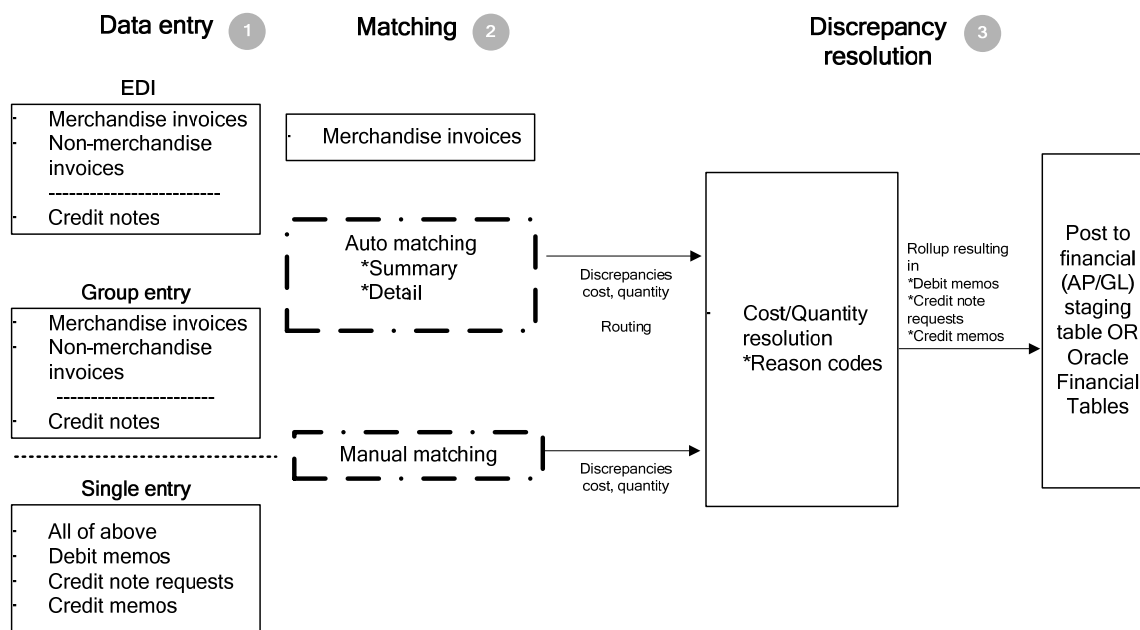 Data entry 1
EDI
Merchandise invoices
Non-merchandise
invoices
-------------------------
Credit notes
Group entry
Merchandise invoices
Non-merchandise
invoices
-----------------------
Credit notes
Single entry
All of above
Debit memos
Credit note requests
Credit memos
Matching 2
Merchandise invoices
Auto matching
*Summary
*Detail
Manual matching
Discrepancies
cost, quantity
Routing
Discrepancies
cost, quantity
Discrepancy
resolution
3
Cost/Quantity
resolution
*Reason codes
Rollup resulting
in
*Debit memos
*Credit note
requests
*Credit memos
Post to
financial
(AP/GL)
staging
table OR
Oracle
Financial
Tables